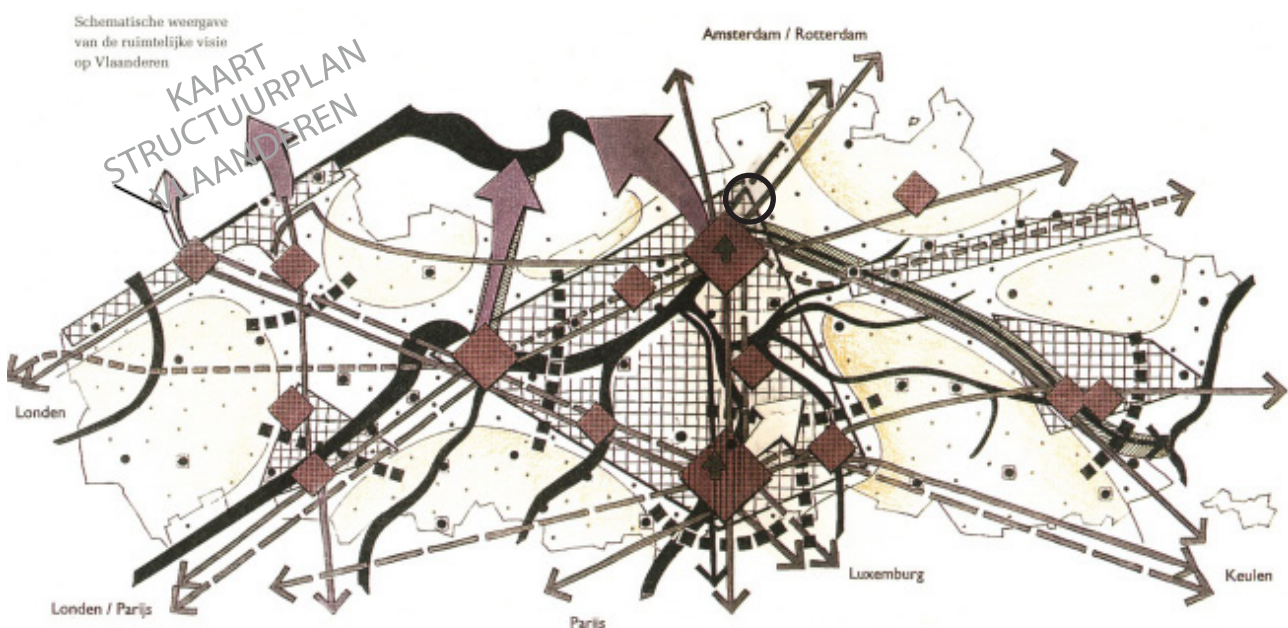 Schematische weergave
van de ruimtelijke visie
op Vlaanderen
KAART
STRUCTUURPLAN
VLAANDEREN
Amsterdam / Rotterdam
Londen
Londen / Parijs
Parijs
Luxemburg
Keulen